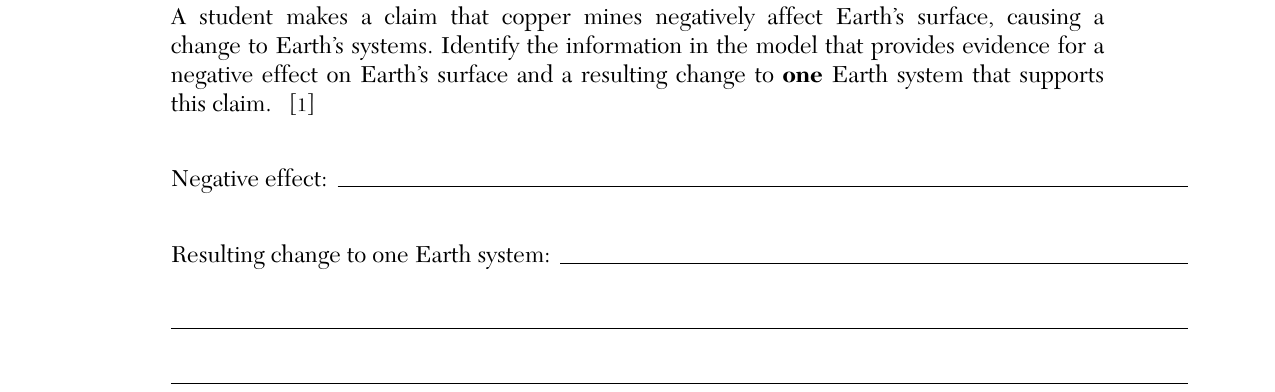 A student makes a claim that copper mines negatively affect Earth’s surface, causing a
change to Earth’s systems. Identify the information in the model that provides evidence for a
negative effect on Earth’s surface and a resulting change to one Earth system that supports
this claim. [1]
Negative effect:
Resulting change to one Earth system: